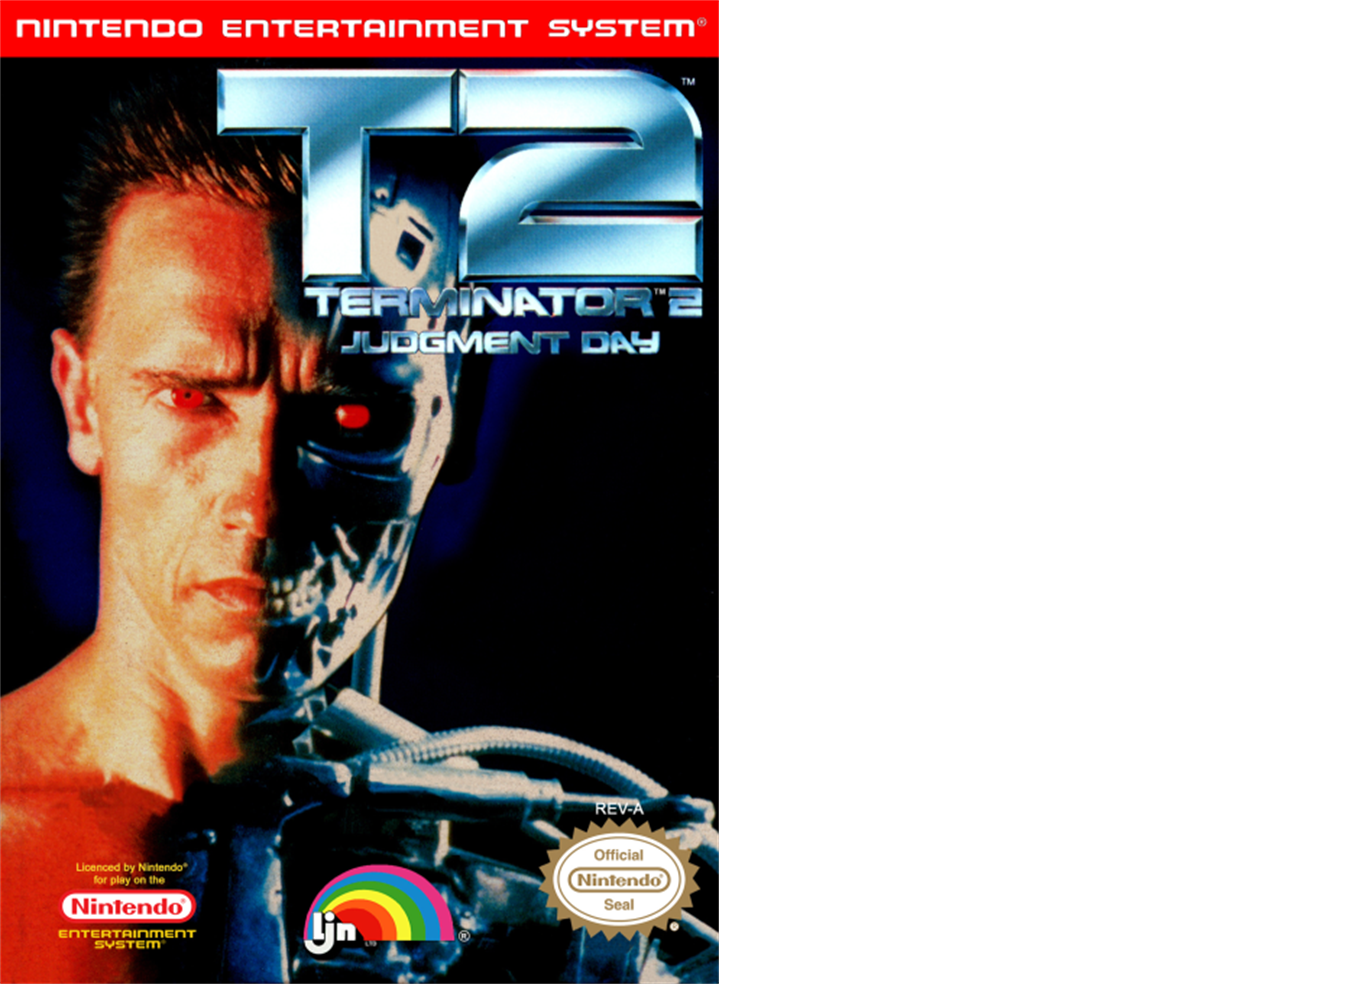 NINTENDO ENTERTAINMENT SYSTEM®
T2™
TERMINATOR™ 2
JUDGMENT DAY
REV-A
Official
Nintendo®
Seal
Licenced by Nintendo®
for play on the
Nintendo®
ENTERTAINMENT
SYSTEM®
ljn
LTD
®